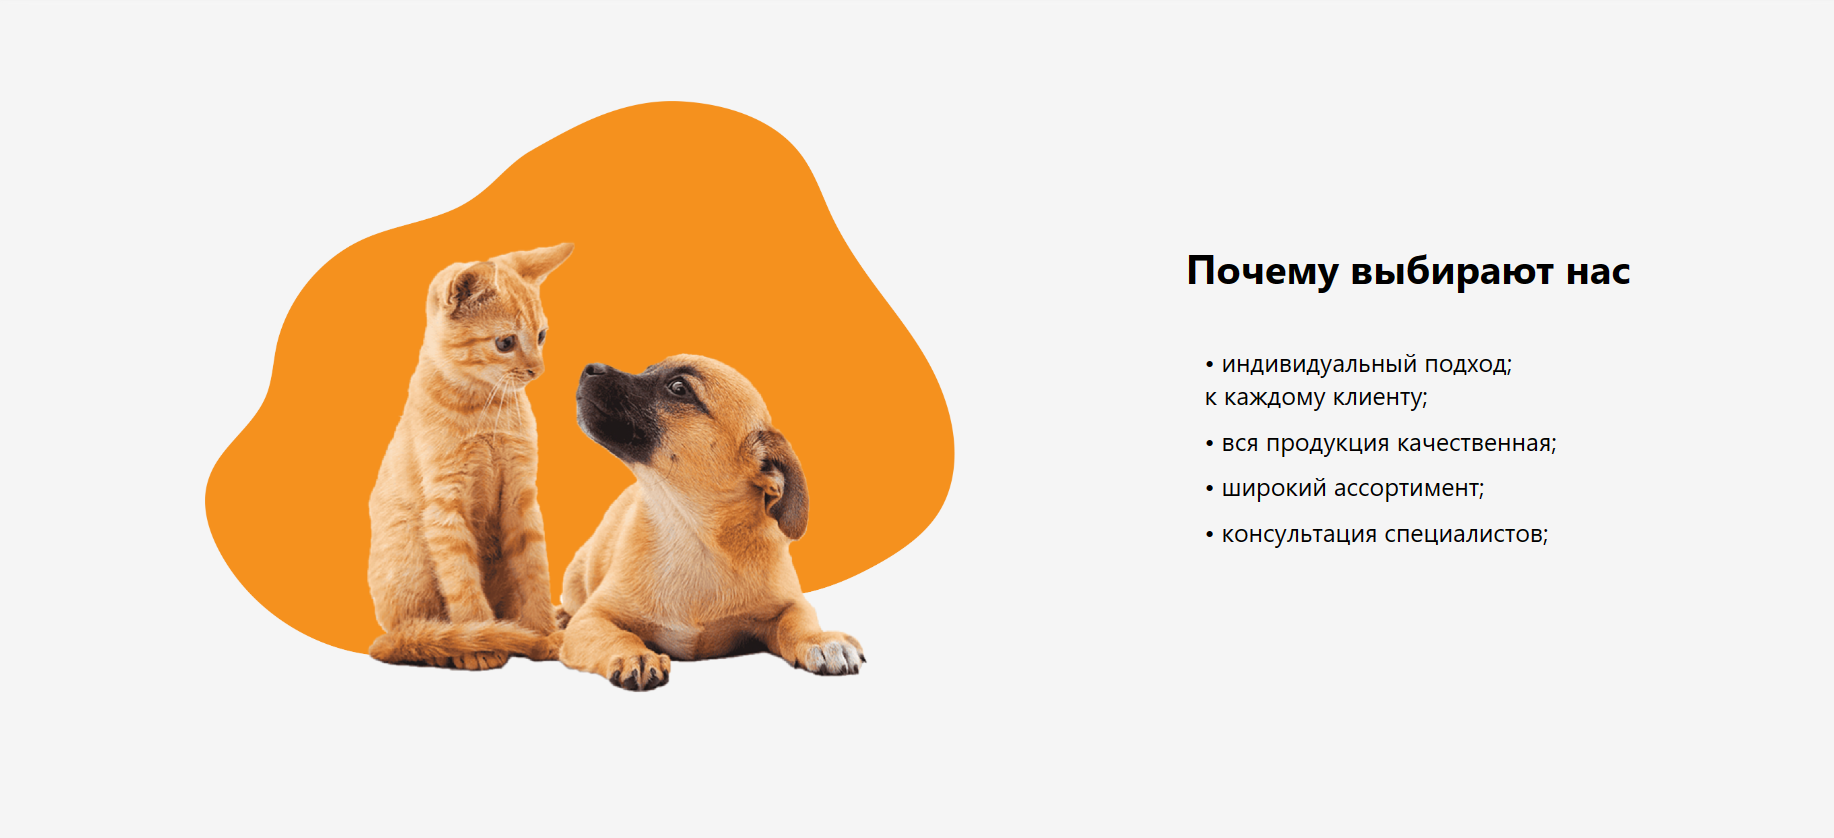 Почему выбирают нас
• индивидуальный подход;
к каждому клиенту;
• вся продукция качественная;
• широкий ассортимент;
• консультация специалистов;